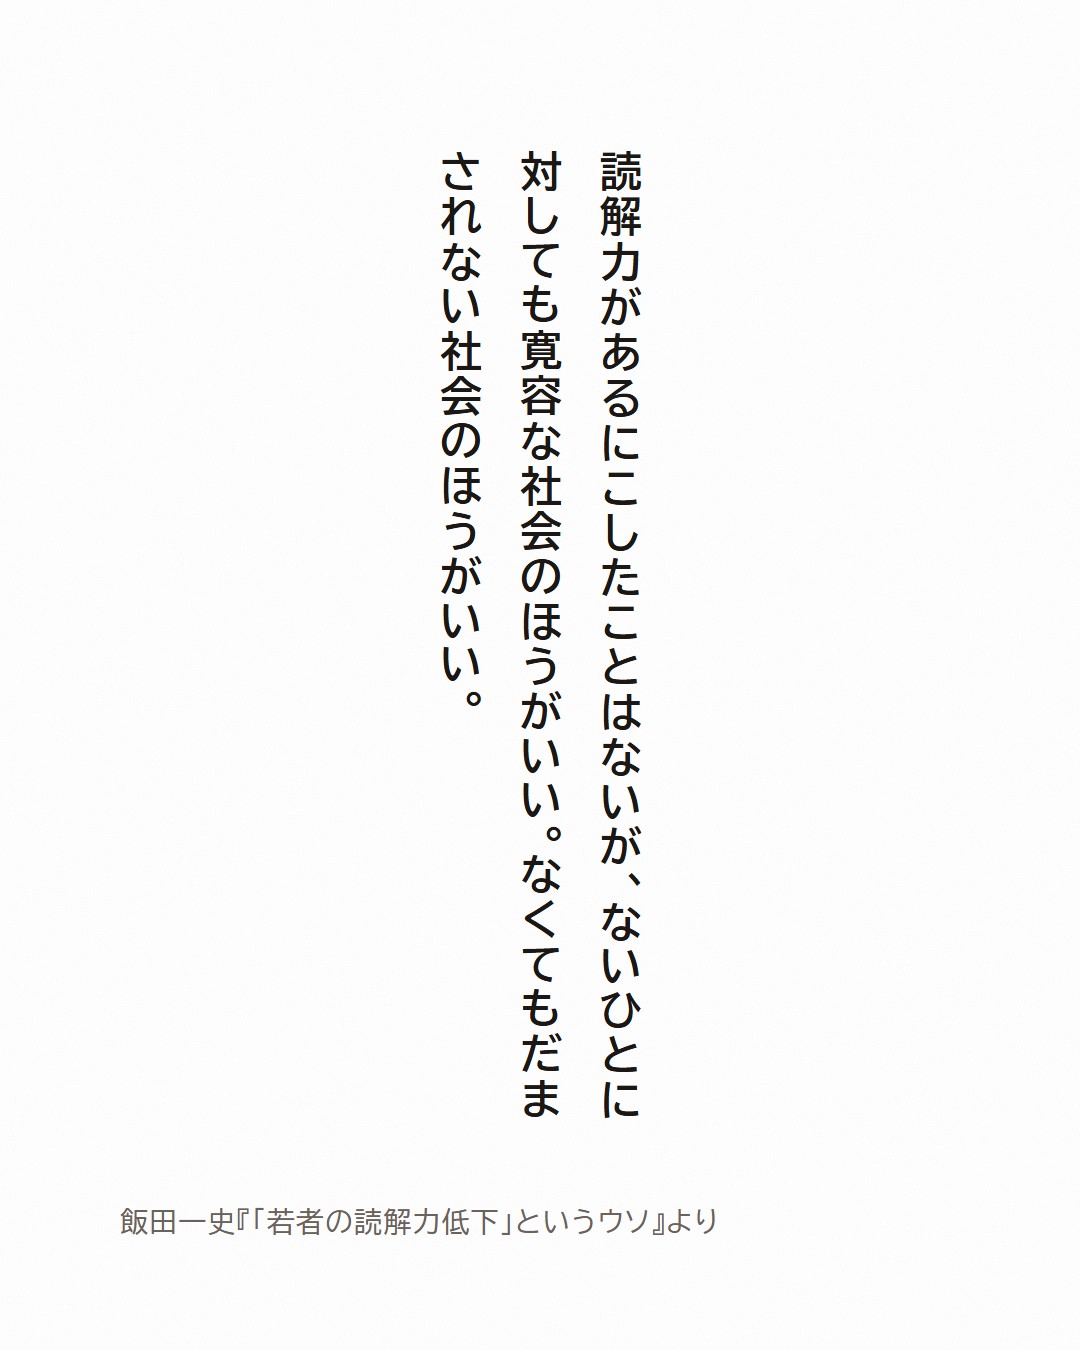 読解力があるにこしたことはないが、ないひとに
対しても寛容な社会のほうがいい。なくてもだま
されない社会のほうがいい。
飯田一史『「若者の読解力低下」というウソ』より